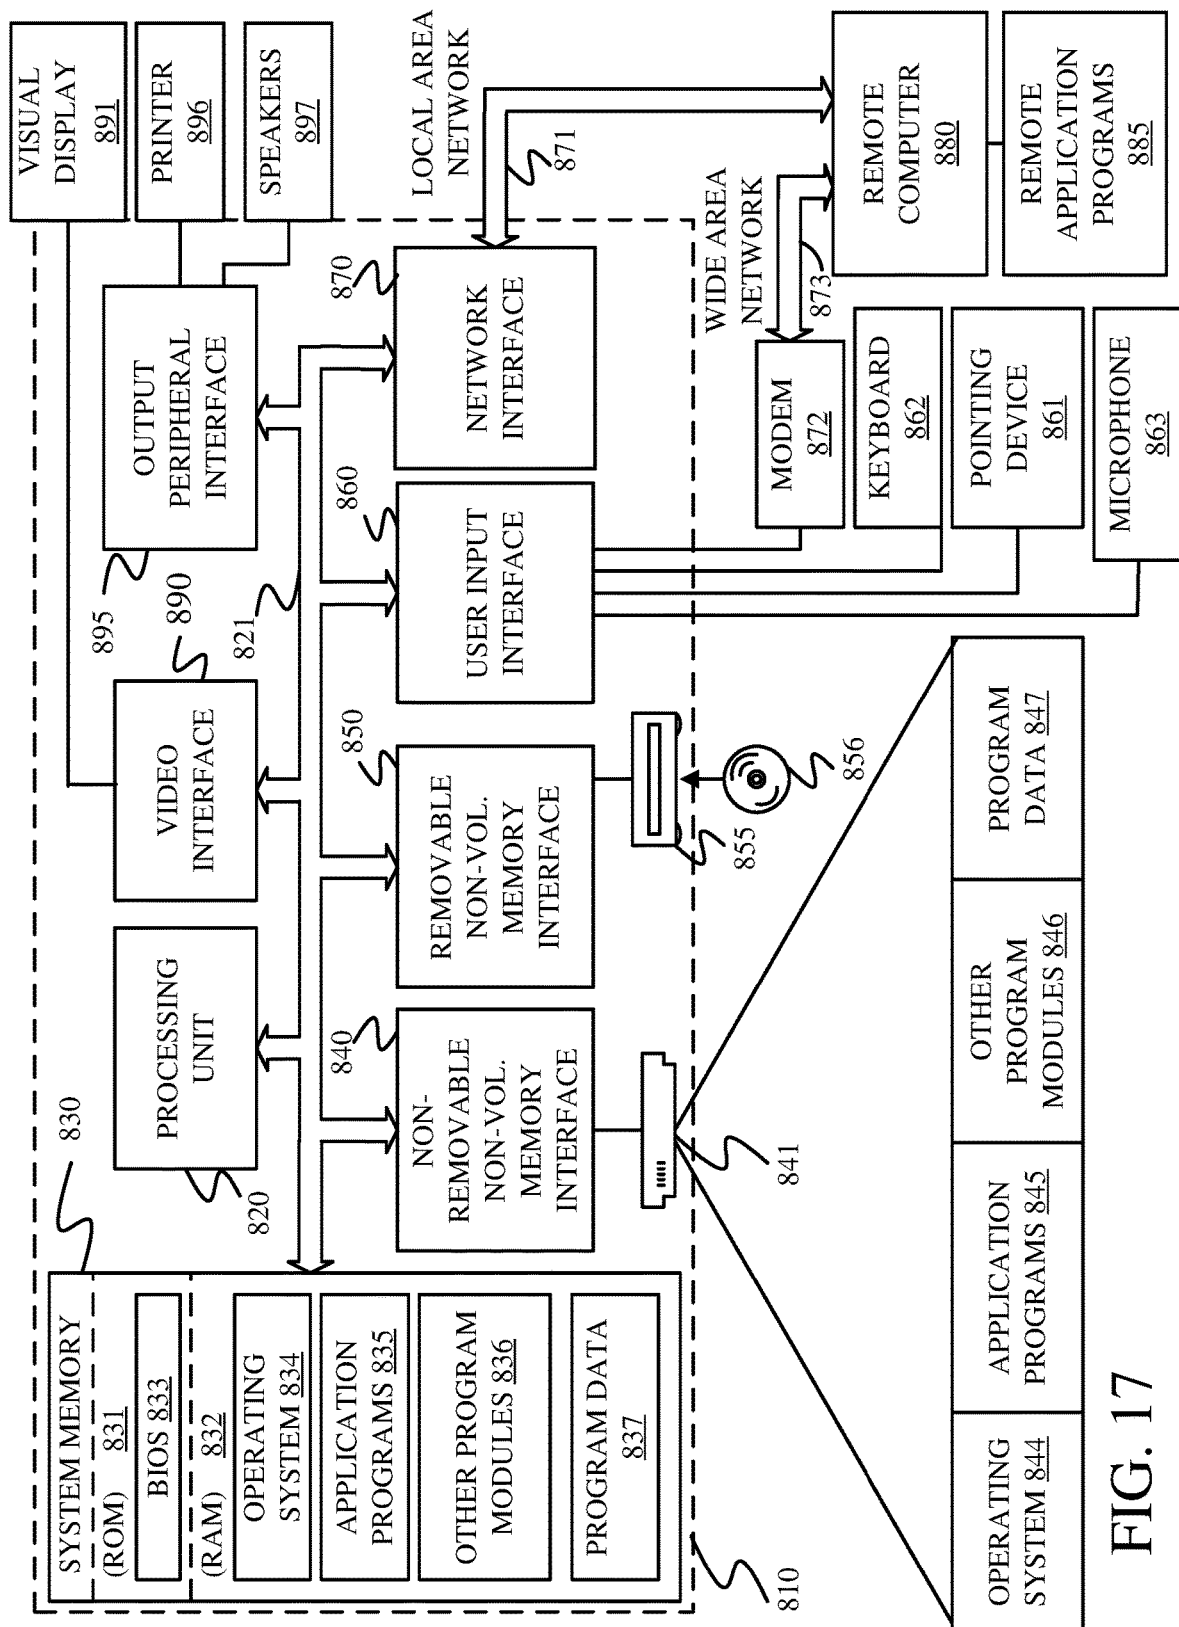 SYSTEM MEMORY
(ROM) 831
BIOS 833
(RAM) 832
OPERATING
SYSTEM 834
APPLICATION
PROGRAMS 835
OTHER PROGRAM
MODULES 836
PROGRAM DATA
837
830
PROCESSING
UNIT
820
VIDEO
INTERFACE
890
OUTPUT
PERIPHERAL
INTERFACE
895
821
VISUAL
DISPLAY
891
PRINTER
896
SPEAKERS
897
NON-
REMOVABLE
NON-VOL.
MEMORY
INTERFACE
840
REMOVABLE
NON-VOL.
MEMORY
INTERFACE
850
USER INPUT
INTERFACE
860
NETWORK
INTERFACE
870
LOCAL AREA
NETWORK
871
810
841
855
856
WIDE AREA
NETWORK
873
MODEM
872
KEYBOARD
862
POINTING
DEVICE
861
MICROPHONE
863
REMOTE
COMPUTER
880
REMOTE
APPLICATION
PROGRAMS
885
OPERATING
SYSTEM 844
APPLICATION
PROGRAMS 845
OTHER
PROGRAM
MODULES 846
PROGRAM
DATA 847
FIG. 17